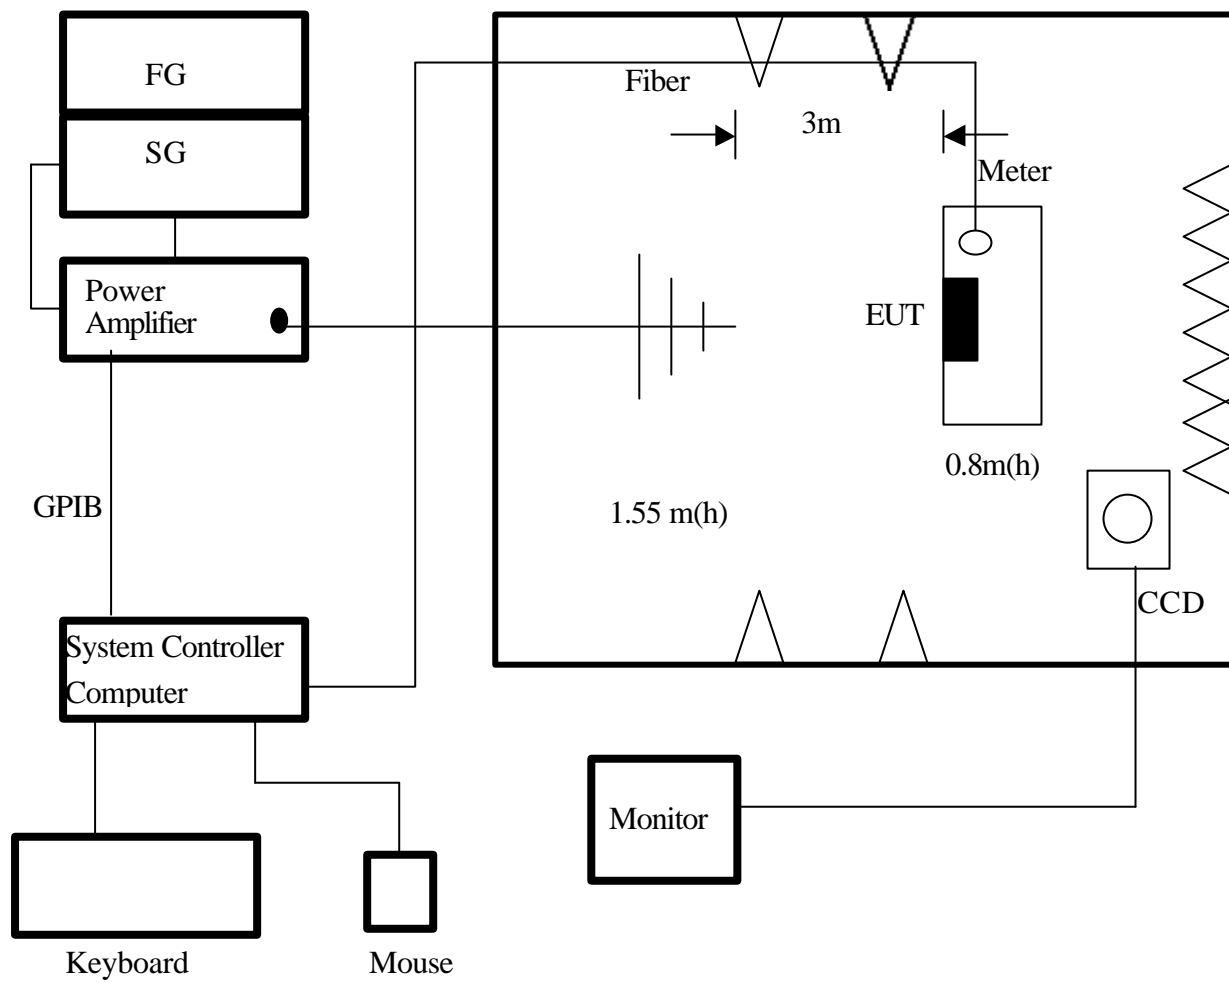 FG
SG
Power
Amplifier
GPIB
System Controller
Computer
Keyboard
Mouse
Fiber
3m
Meter
EUT
0.8m(h)
1.55 m(h)
CCD
Monitor